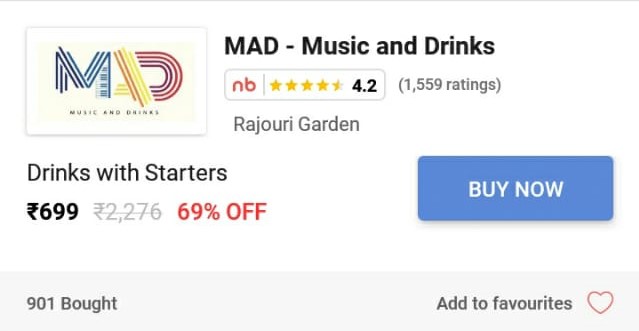 MAD - Music and Drinks
MAD
MUSIC AND DRINKS
nb 4.2 (1,559 ratings)
Rajouri Garden
Drinks with Starters
₹699 ₹2,276 69% OFF
BUY NOW
901 Bought
Add to favourites